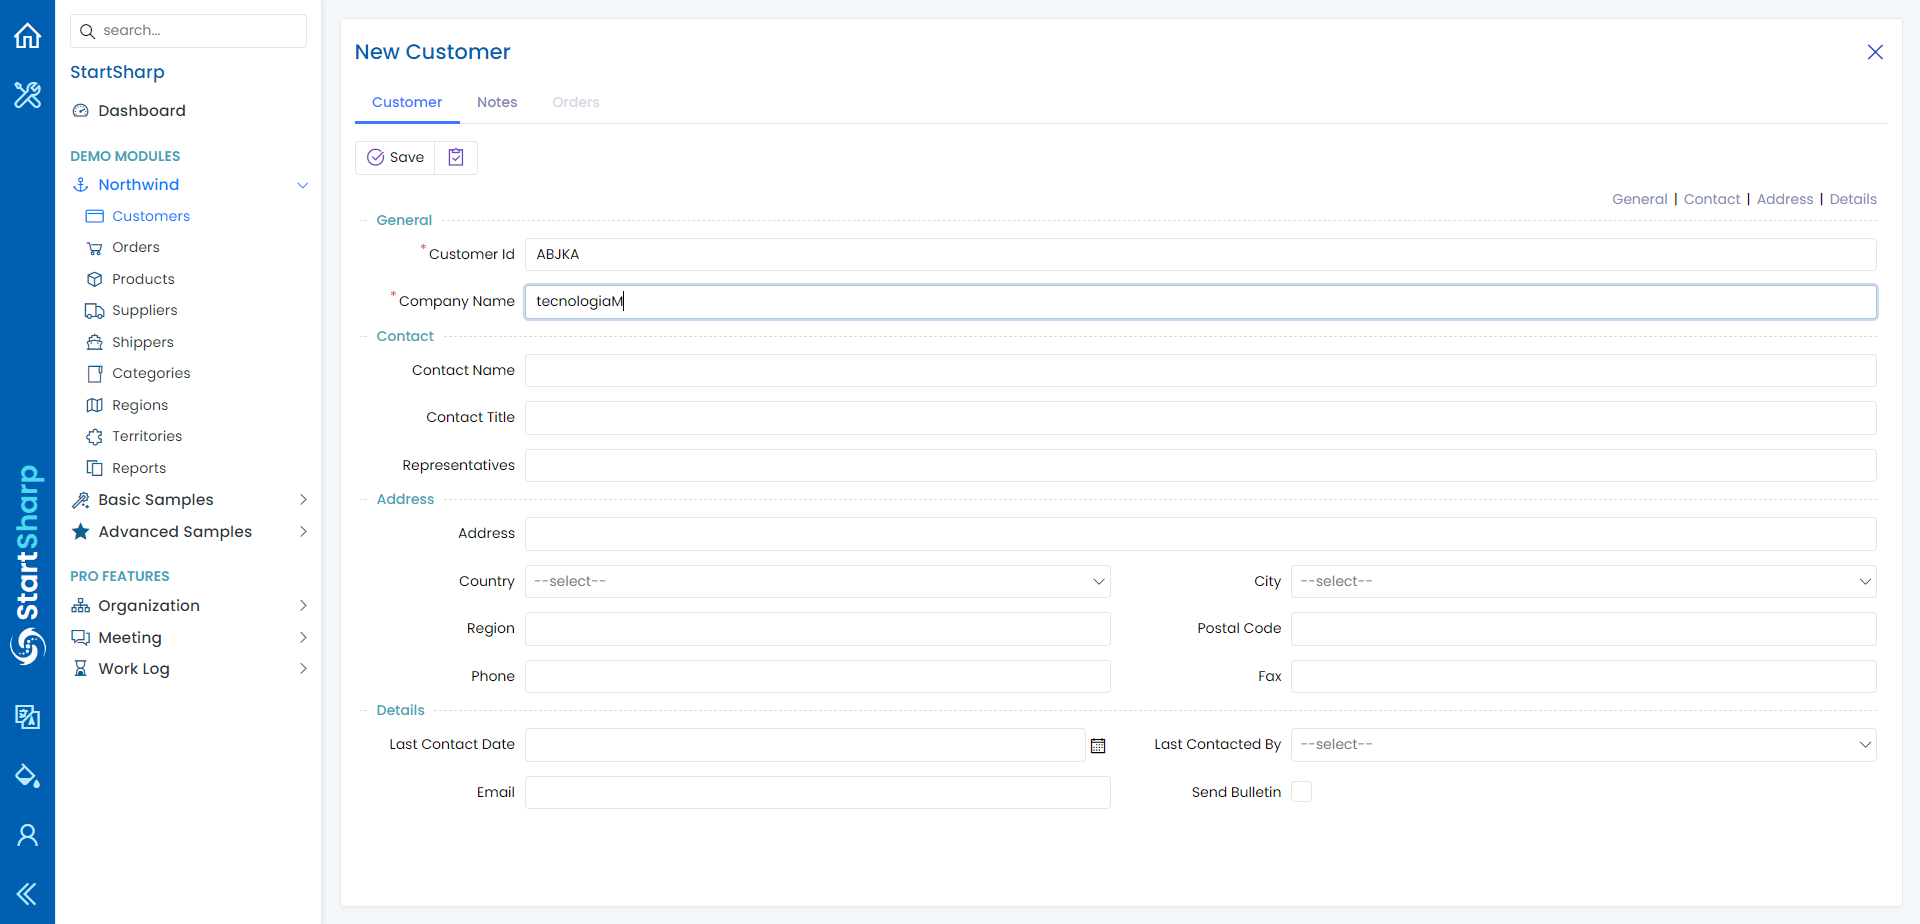 search...
StartSharp
Dashboard
DEMO MODULES
Northwind
Customers
Orders
Products
Suppliers
Shippers
Categories
Regions
Territories
Reports
Basic Samples
Advanced Samples
PRO FEATURES
Organization
Meeting
Work Log
StartSharp
New Customer
Customer Notes Orders
Save
General | Contact | Address | Details
General
* Customer Id ABJKA
* Company Name tecnologiaM
Contact
Contact Name
Contact Title
Representatives
Address
Address
Country --select-- City --select--
Region Postal Code
Phone Fax
Details
Last Contact Date Last Contacted By --select--
Email Send Bulletin